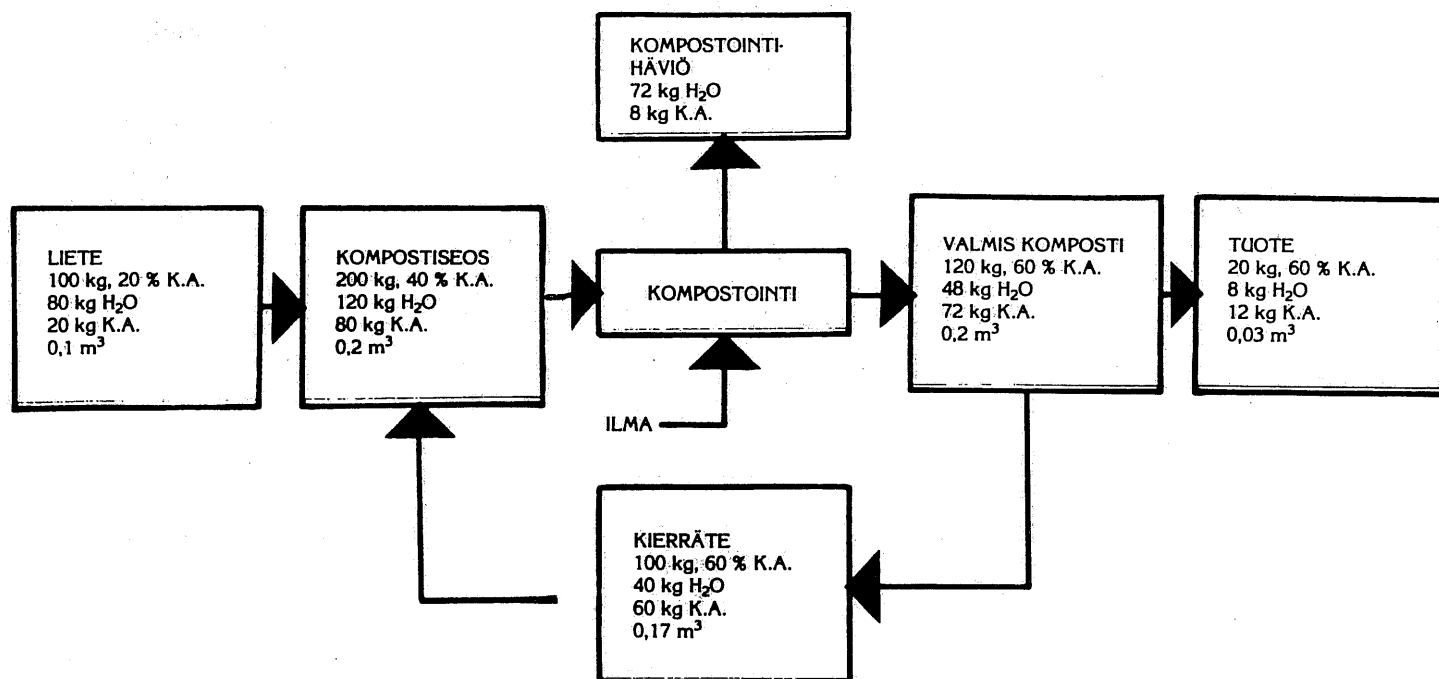 KOMPOSTOINTI-
HÄVIÖ
72 kg H₂O
8 kg K.A.
LIETE
100 kg, 20 % K.A.
80 kg H₂O
20 kg K.A.
0,1 m³
KOMPOSTISEOS
200 kg, 40 % K.A.
120 kg H₂O
80 kg K.A.
0,2 m³
KOMPOSTOINTI
VALMIS KOMPOSTI
120 kg, 60 % K.A.
48 kg H₂O
72 kg K.A.
0,2 m³
TUOTE
20 kg, 60 % K.A.
8 kg H₂O
12 kg K.A.
0,03 m³
ILMA
KIERRÄTE
100 kg, 60 % K.A.
40 kg H₂O
60 kg K.A.
0,17 m³